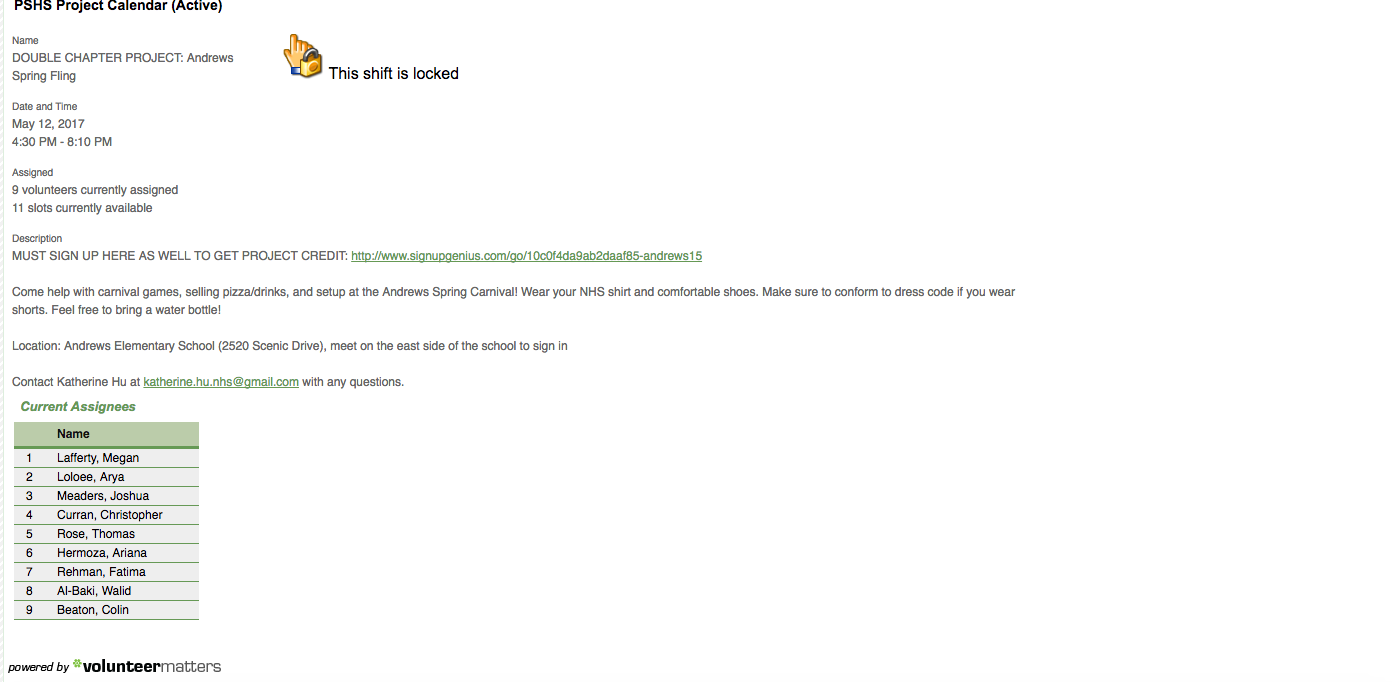 PSHS Project Calendar (Active)
Name
DOUBLE CHAPTER PROJECT: Andrews
Spring Fling
This shift is locked
Date and Time
May 12, 2017
4:30 PM - 8:10 PM
Assigned
9 volunteers currently assigned
11 slots currently available
Description
MUST SIGN UP HERE AS WELL TO GET PROJECT CREDIT: http://www.signupgenius.com/go/10c0f4da9ab2daaf85-andrews15
Come help with carnival games, selling pizza/drinks, and setup at the Andrews Spring Carnival! Wear your NHS shirt and comfortable shoes. Make sure to conform to dress code if you wear
shorts. Feel free to bring a water bottle!
Location: Andrews Elementary School (2520 Scenic Drive), meet on the east side of the school to sign in
Contact Katherine Hu at katherine.hu.nhs@gmail.com with any questions.
Current Assignees
Name
1 Lafferty, Megan
2 Loloee, Arya
3 Meaders, Joshua
4 Curran, Christopher
5 Rose, Thomas
6 Hermoza, Ariana
7 Rehman, Fatima
8 Al-Baki, Walid
9 Beaton, Colin
powered by volunteermatters